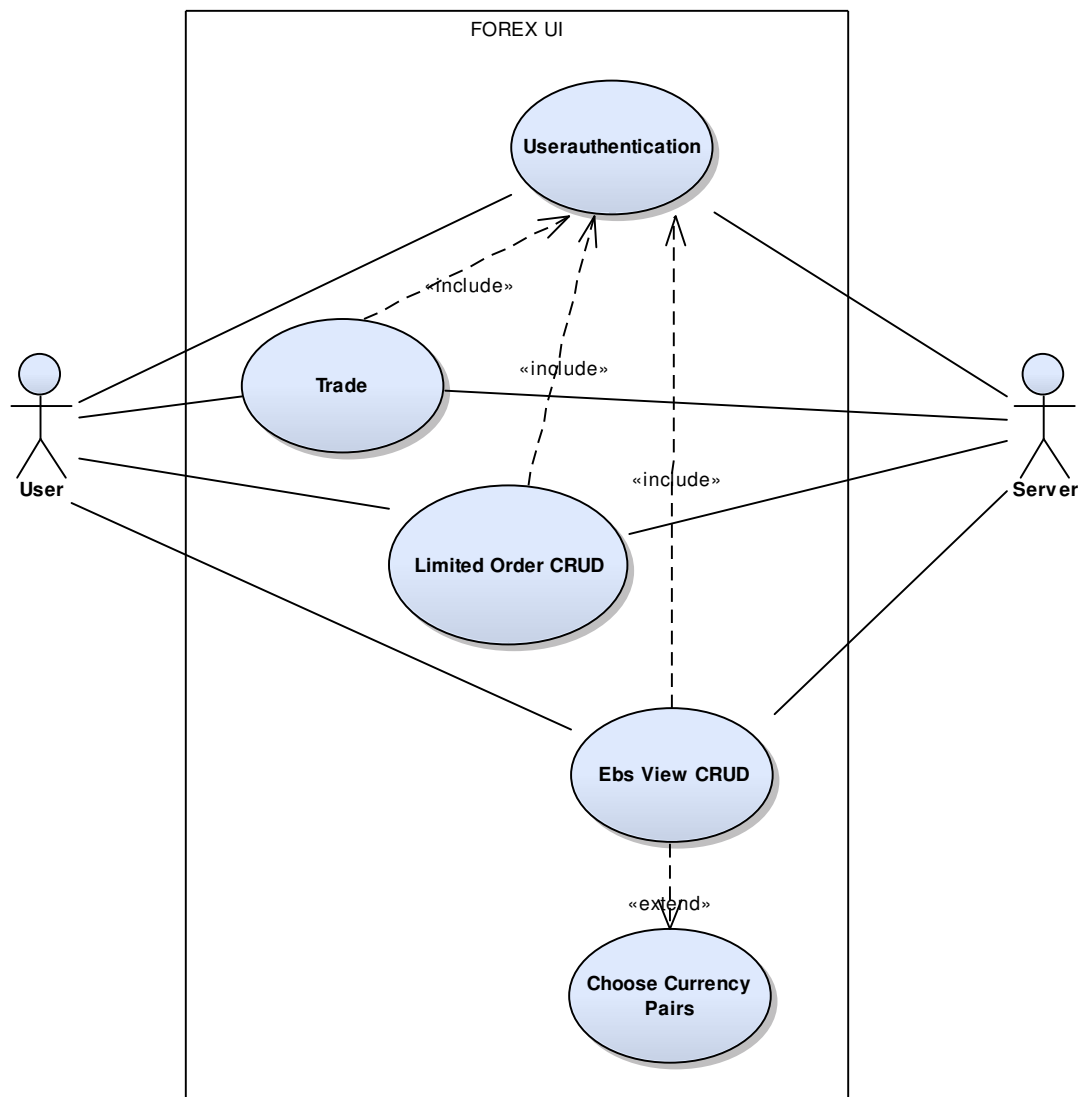 FOREX UI
Userauthentication
«include»
Trade
«include»
«include»
User
Server
Limited Order CRUD
Ebs View CRUD
«extend»
Choose Currency
Pairs